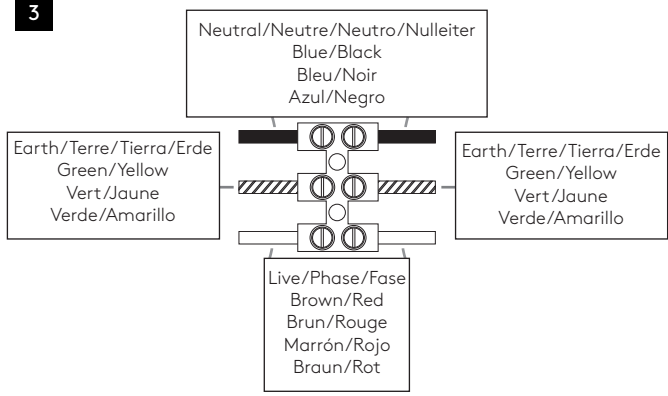 3
Neutral/Neutre/Neutro/Nulleiter
Blue/Black
Bleu/Noir
Azul/Negro
Earth/Terre/Tierra/Erde
Green/Yellow
Vert/Jaune
Verde/Amarillo
Earth/Terre/Tierra/Erde
Green/Yellow
Vert/Jaune
Verde/Amarillo
Live/Phase/Fase
Brown/Red
Brun/Rouge
Marrón/Rojo
Braun/Rot